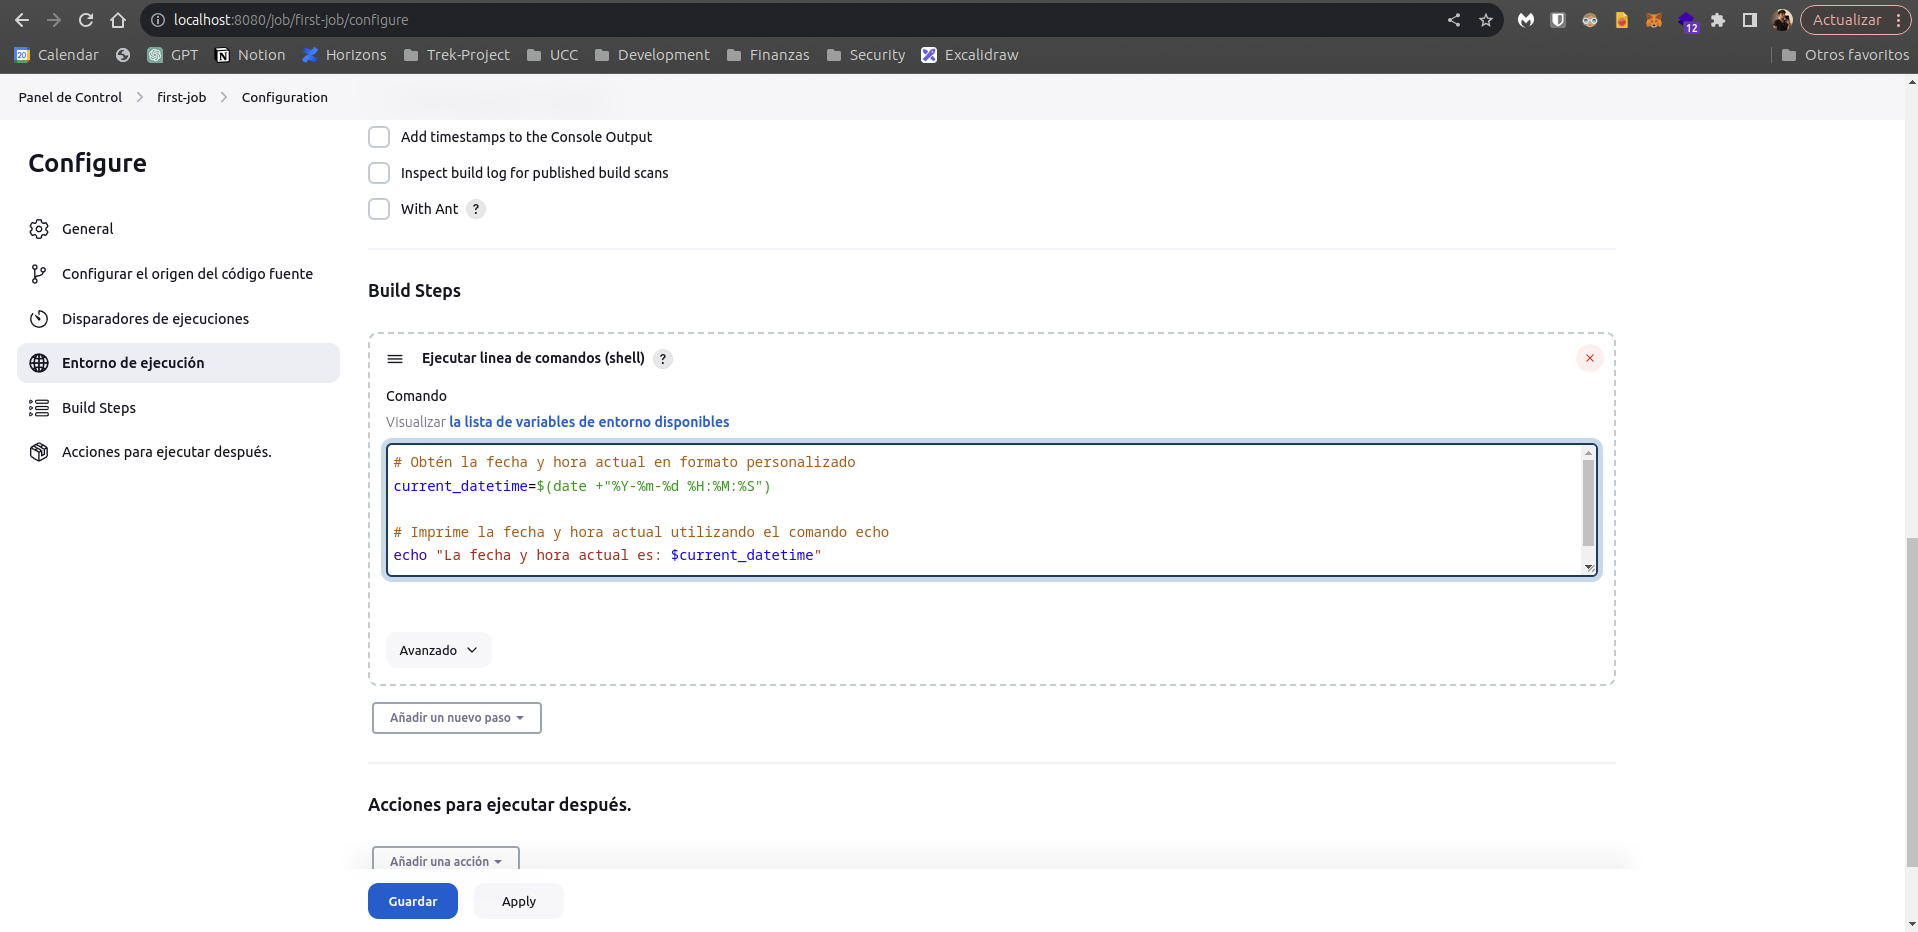 localhost:8080/job/first-job/configure
12
Actualizar
20 Calendar GPT Notion Horizons Trek-Project UCC Development Finanzas Security Excalidraw Otros favoritos
Panel de Control first-job Configuration
Configure
General
Configurar el origen del código fuente
Disparadores de ejecuciones
Entorno de ejecución
Build Steps
Acciones para ejecutar después.
Add timestamps to the Console Output
Inspect build log for published build scans
With Ant ?
Build Steps
Ejecutar linea de comandos (shell) ?
Comando
Visualizar la lista de variables de entorno disponibles
# Obtén la fecha y hora actual en formato personalizado
current_datetime=$(date +"%Y-%m-%d %H:%M:%S")
# Imprime la fecha y hora actual utilizando el comando echo
echo "La fecha y hora actual es: $current_datetime"
Avanzado
Añadir un nuevo paso
Acciones para ejecutar después.
Añadir una acción
Guardar Apply